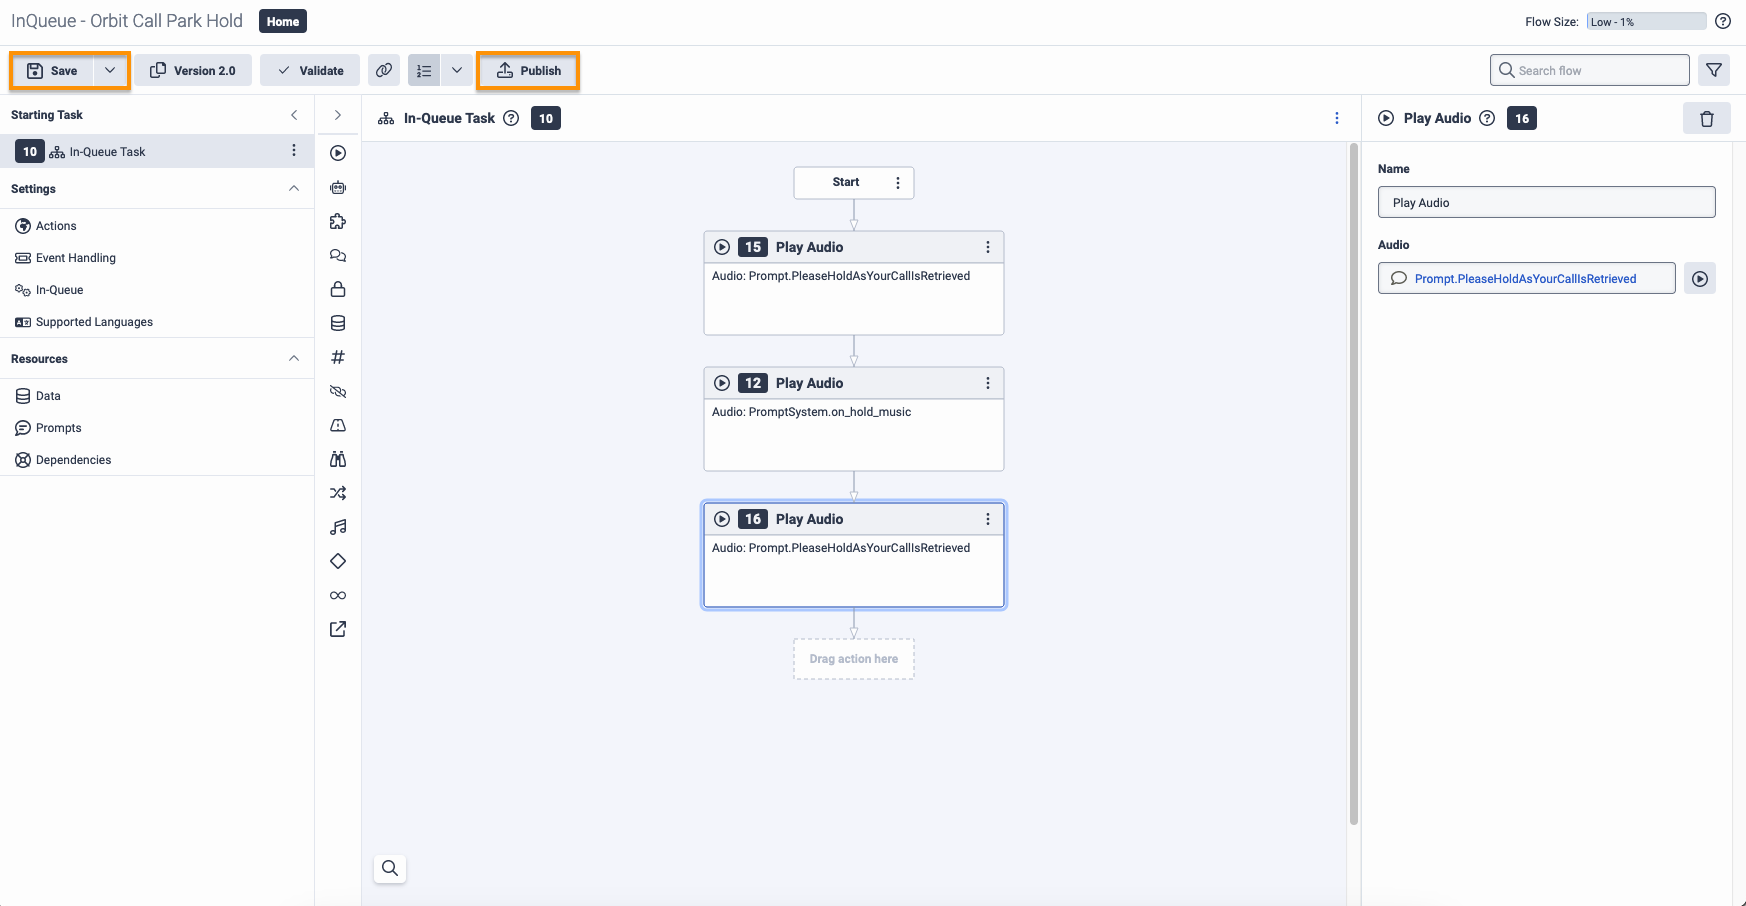 InQueue - Orbit Call Park Hold
Home
Flow Size:
Low - 1%
Save
Version 2.0
Validate
Publish
Search flow
Starting Task
10
In-Queue Task
Settings
Actions
Event Handling
In-Queue
Supported Languages
Resources
Data
Prompts
Dependencies
In-Queue Task
10
Start
15 Play Audio
Audio: Prompt.PleaseHoldAsYourCallIsRetrieved
12 Play Audio
Audio: PromptSystem.on_hold_music
16 Play Audio
Audio: Prompt.PleaseHoldAsYourCallIsRetrieved
Drag action here
Play Audio
16
Name
Play Audio
Audio
Prompt.PleaseHoldAsYourCallIsRetrieved